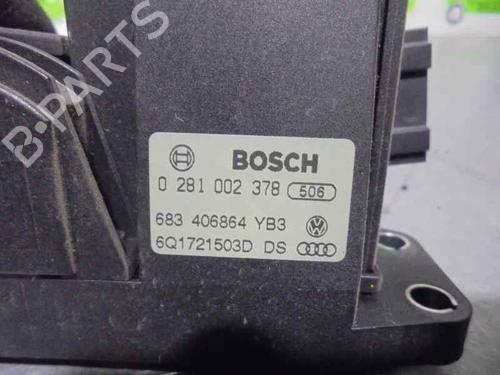 BOSCH
0 281 002 378 506
683 406864 YB3
6Q1721503D DS
B-PARTS